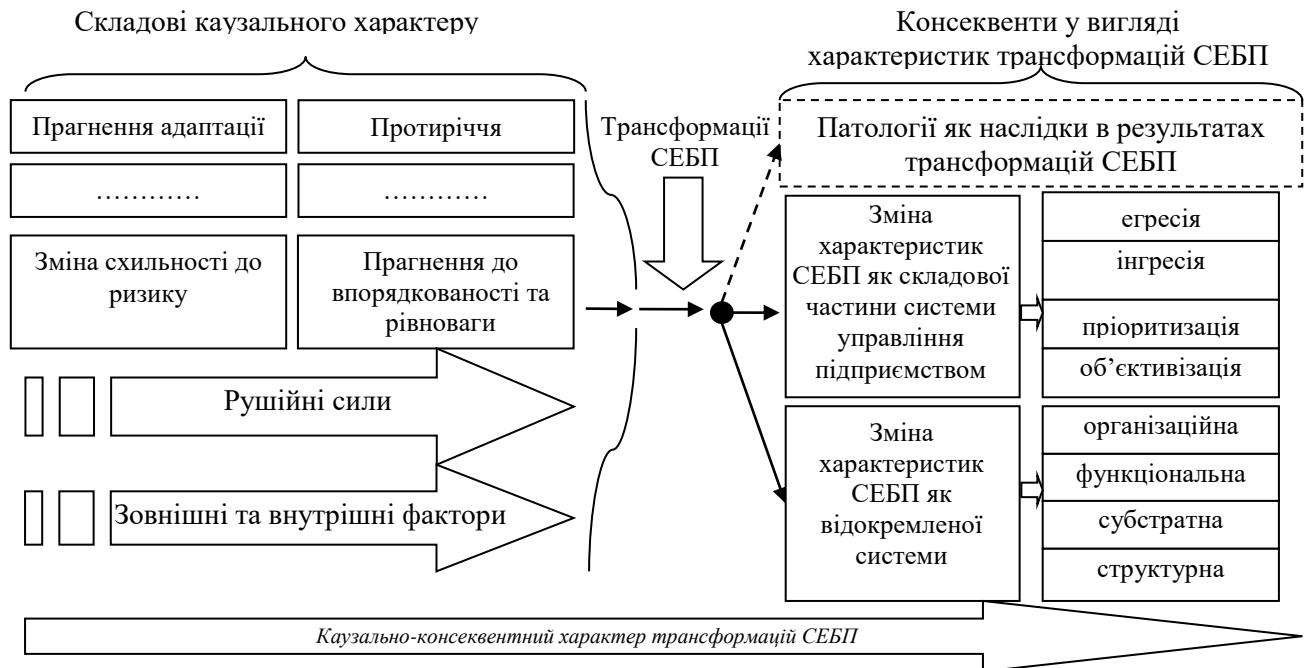 Складові каузального характеру
Консеквенти у вигляді
характеристик трансформацій СЕБП
Прагнення адаптації
Протиріччя
…………
…………
Зміна схильності до
ризику
Прагнення до
впорядкованості та
рівноваги
Рушійні сили
Зовнішні та внутрішні фактори
Трансформації
СЕБП
Патології як наслідки в результатах
трансформацій СЕБП
Зміна
характеристик
СЕБП як складової
частини системи
управління
підприємством
егресія
інгресія
пріоритизація
об’єктивізація
Зміна
характеристик
СЕБП як
відокремленої
системи
організаційна
функціональна
субстратна
структурна
Каузально-консеквентний характер трансформацій СЕБП